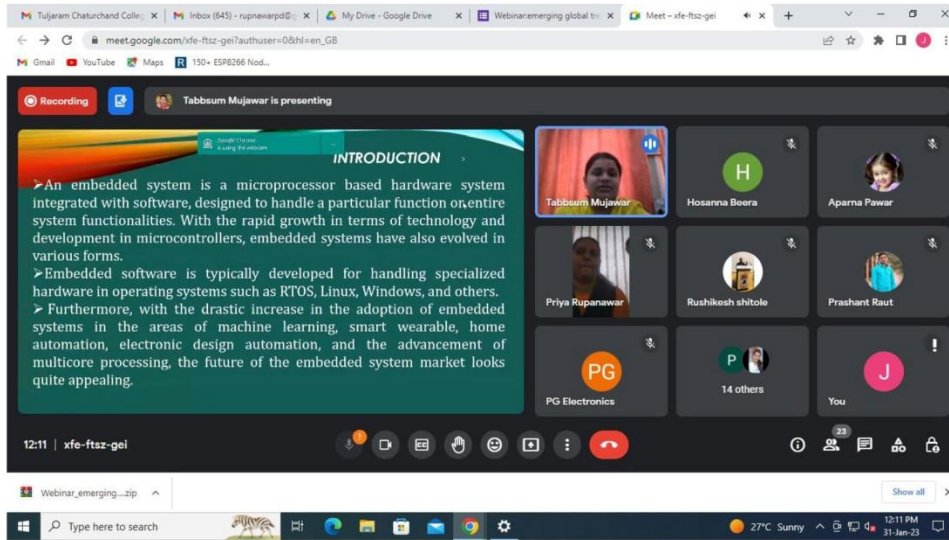 Tuljaram Chaturchand Colleg
Inbox (645) - rupnawarpd@
My Drive - Google Drive
Webinar:emerging global tr
Meet – xfe-ftsz-gei
meet.google.com/xfe-ftsz-gei?authuser=0&hl=en_GB
Gmail
YouTube
Maps
150+ ESP8266 Nod...
Recording
Tabbsum Mujawar is presenting
Google Chrome
is using the webcam
INTRODUCTION
➢An embedded system is a microprocessor based hardware system
integrated with software, designed to handle a particular function or entire
system functionalities. With the rapid growth in terms of technology and
development in microcontrollers, embedded systems have also evolved in
various forms.
➢Embedded software is typically developed for handling specialized
hardware in operating systems such as RTOS, Linux, Windows, and others.
➢ Furthermore, with the drastic increase in the adoption of embedded
systems in the areas of machine learning, smart wearable, home
automation, electronic design automation, and the advancement of
multicore processing, the future of the embedded system market looks
quite appealing.
Tabbsum Mujawar
H
Hosanna Beera
Aparna Pawar
Priya Rupanawar
Rushikesh shitole
Prashant Raut
PG
PG Electronics
P
14 others
J
You
12:11 | xfe-ftsz-gei
23
Webinar_emerging....zip
Show all
Type here to search
27°C Sunny
12:11 PM
31-Jan-23